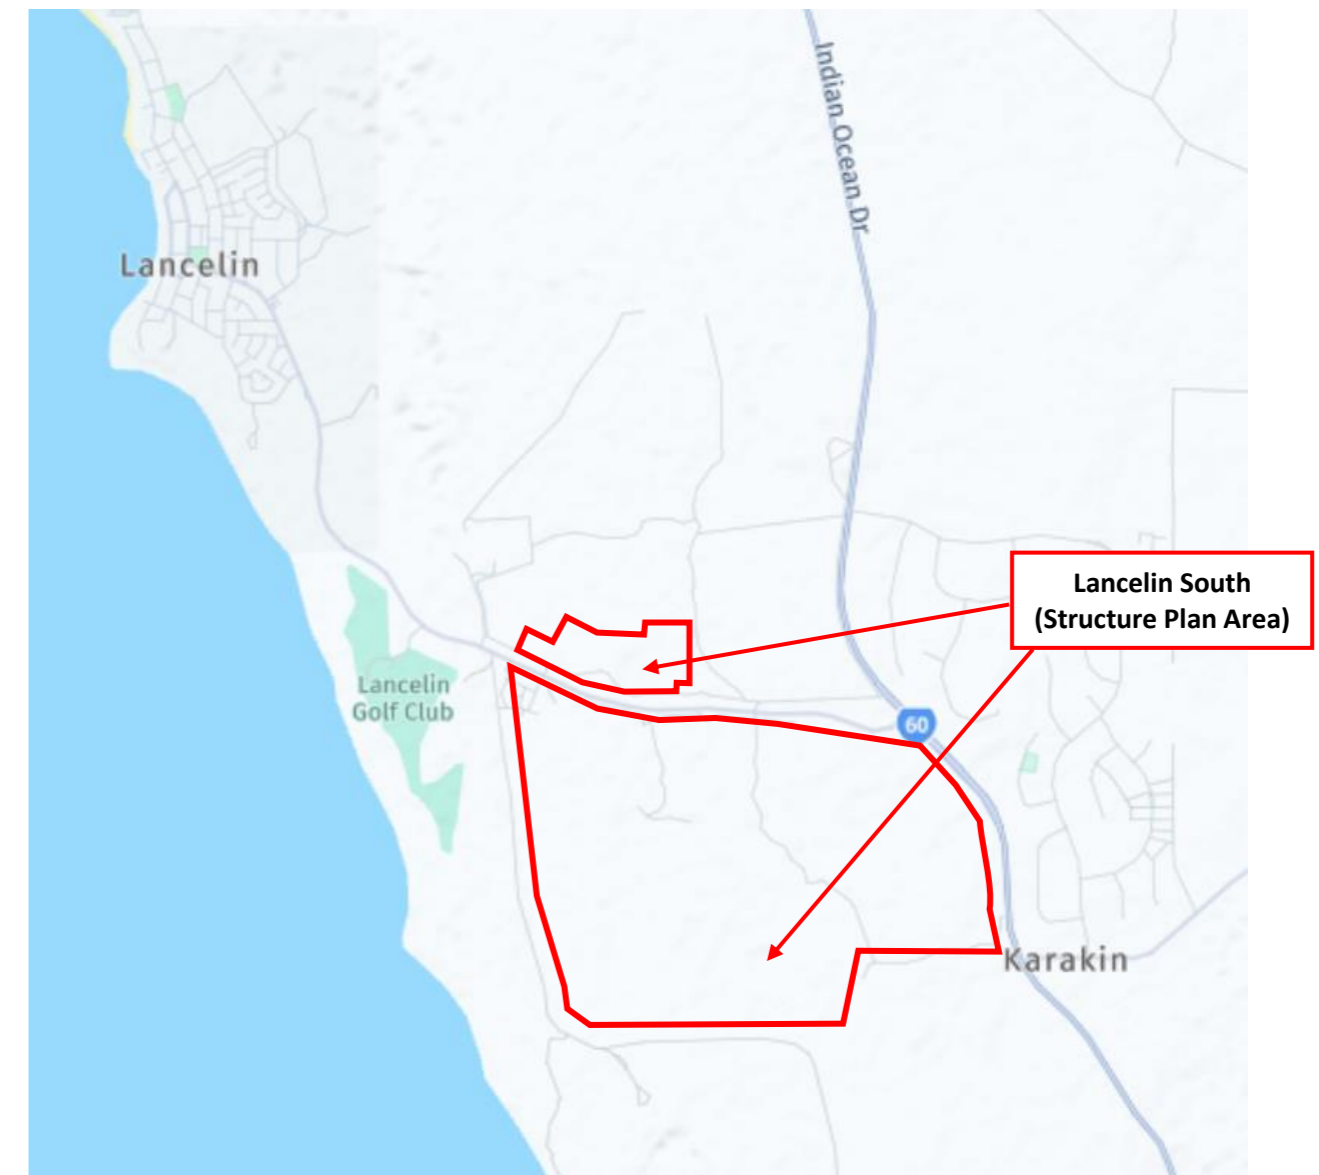 Indian Ocean Dr
Lancelin
Lancelin South
(Structure Plan Area)
Lancelin
Golf Club
60
Karakin